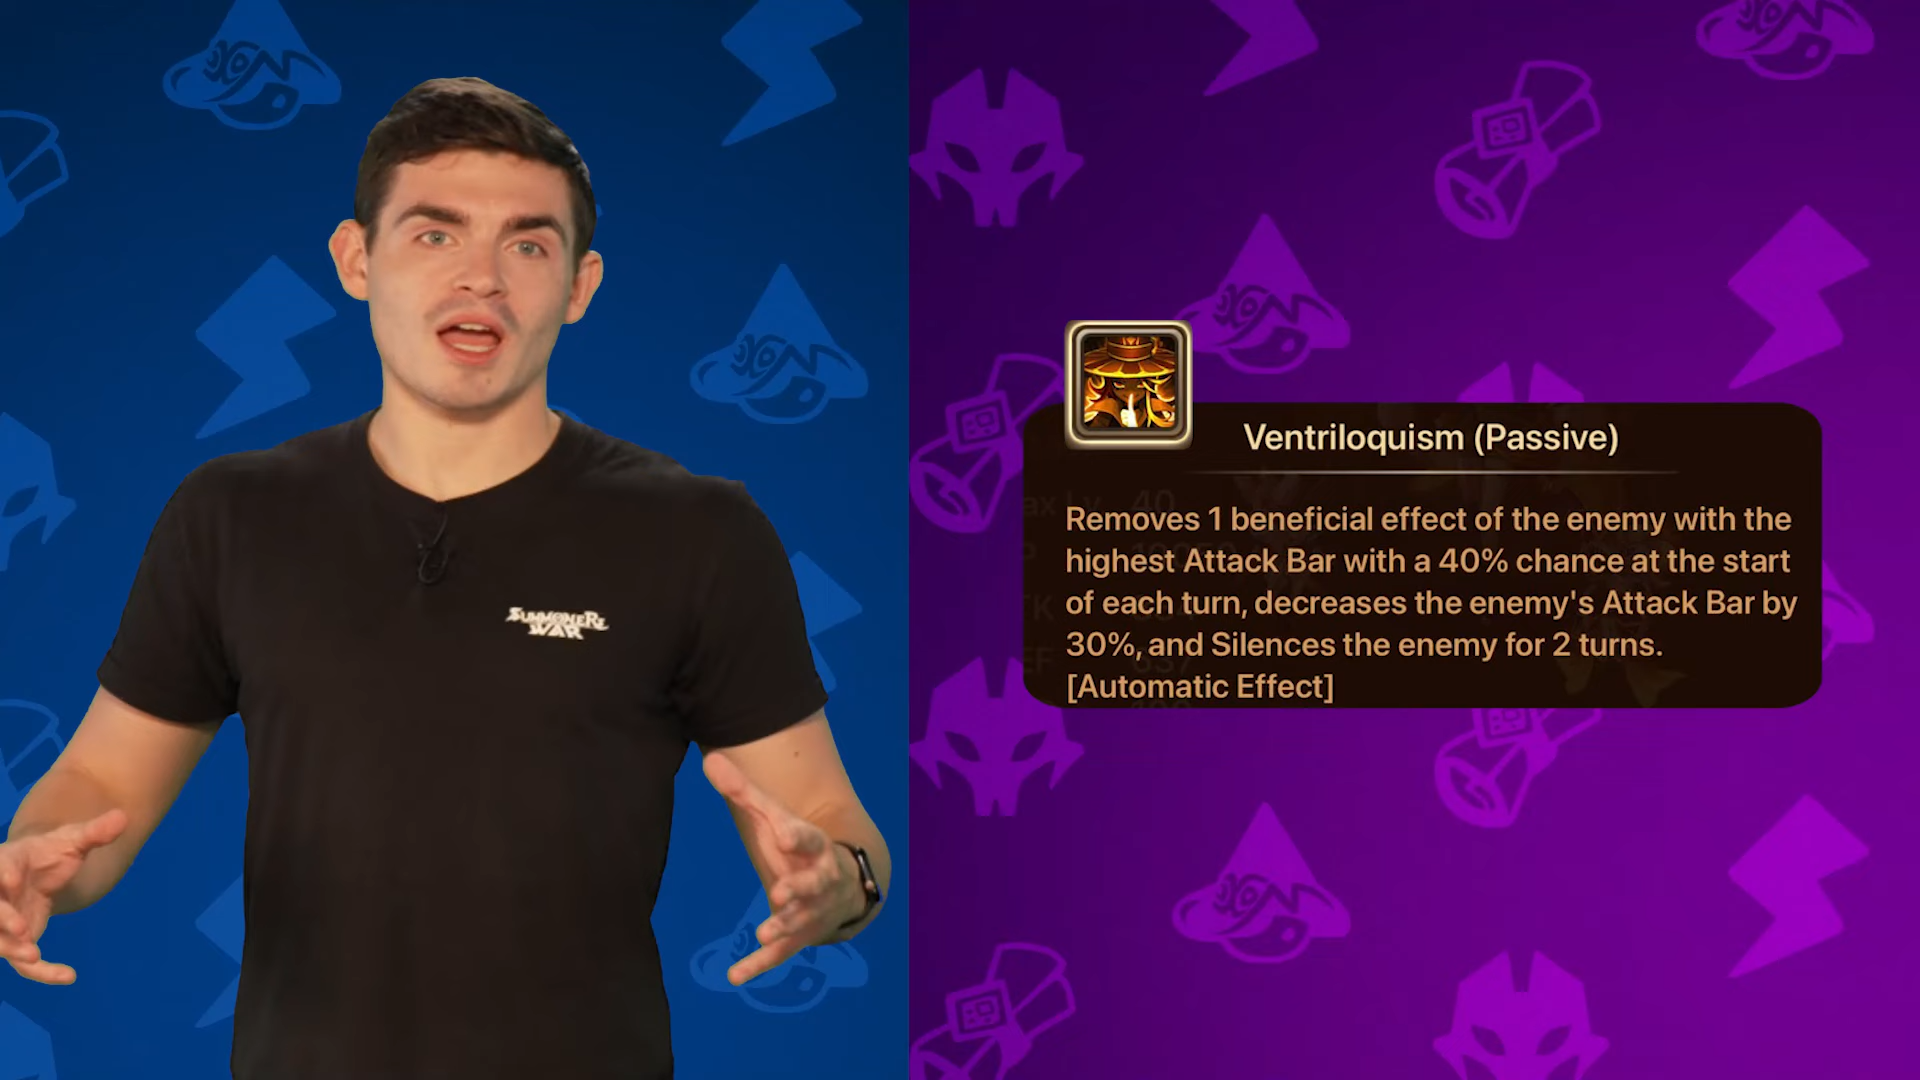 SUMMONERS
WAR
Ventriloquism (Passive)
Removes 1 beneficial effect of the enemy with the
highest Attack Bar with a 40% chance at the start
of each turn, decreases the enemy's Attack Bar by
30%, and Silences the enemy for 2 turns.
[Automatic Effect]